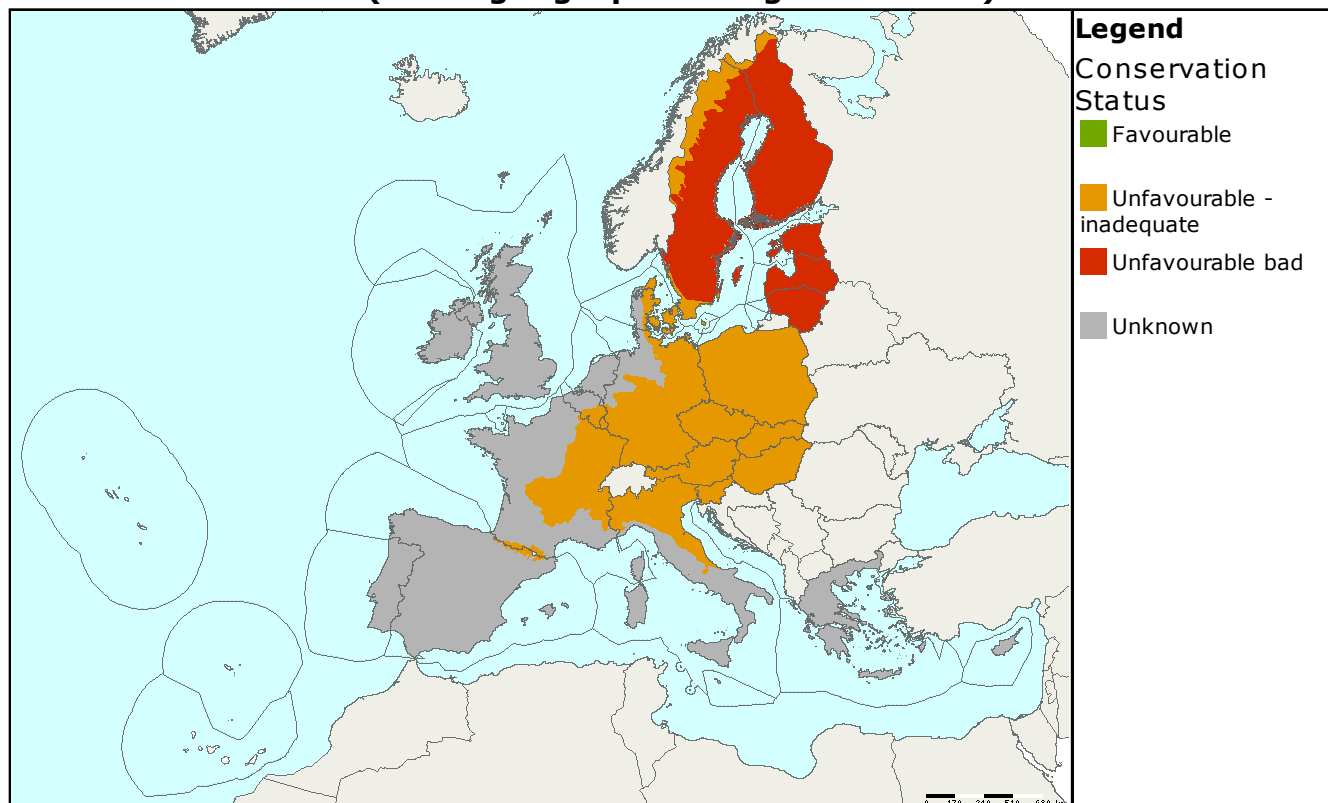 Legend
Conservation
Status
Favourable
Unfavourable -
inadequate
Unfavourable bad
Unknown